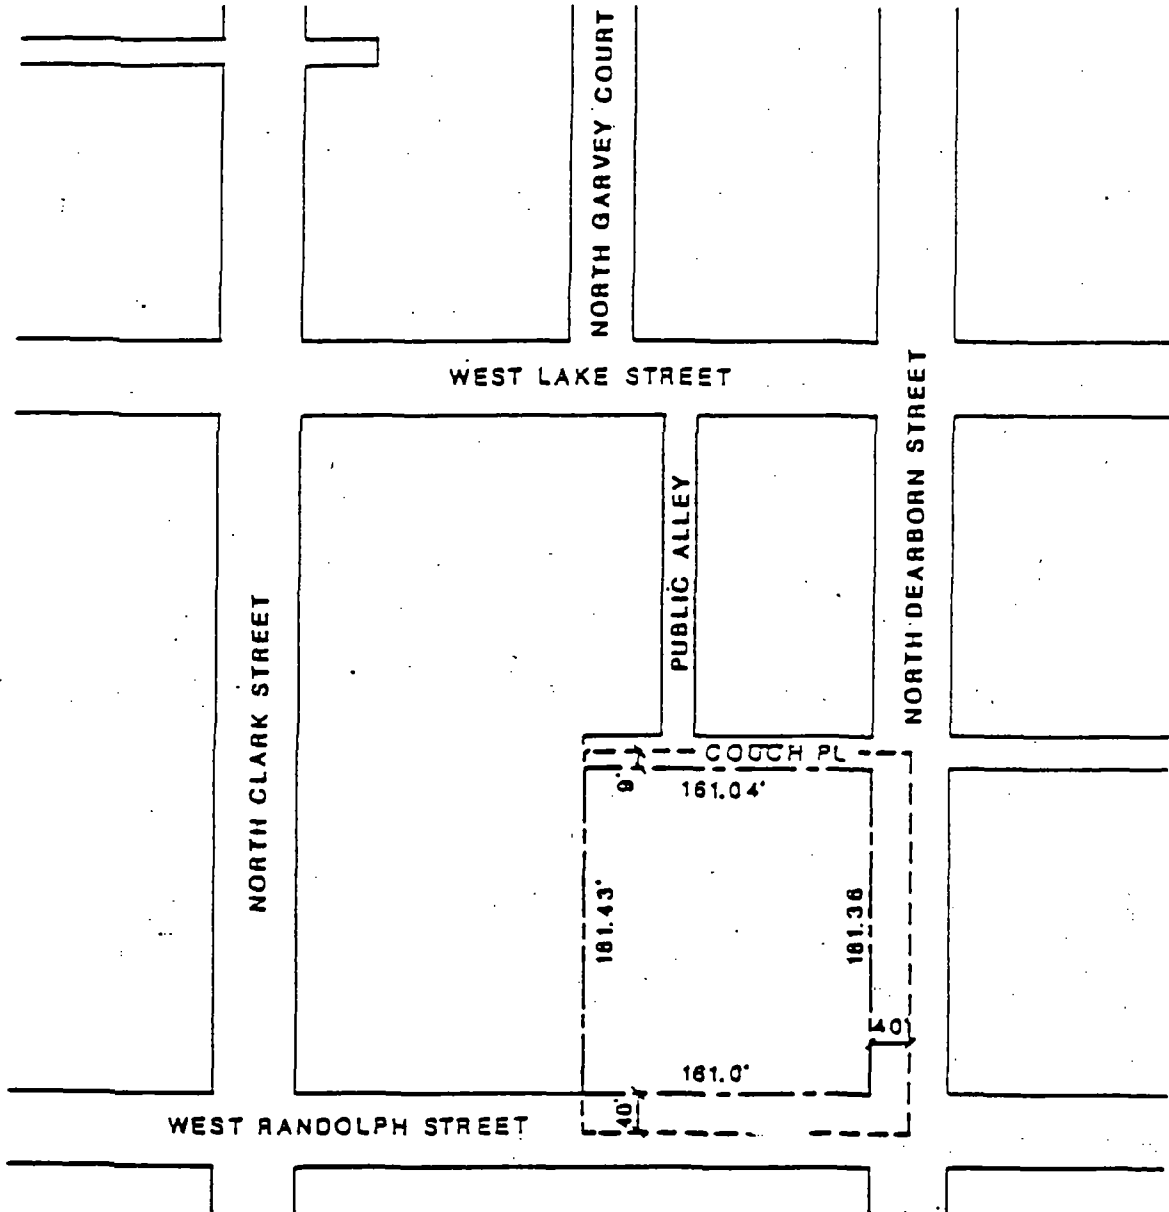 NORTH GARVEY COURT
WEST LAKE STREET
NORTH DEARBORN STREET
PUBLIC ALLEY
NORTH CLARK STREET
COUCH PL
9'
161.04'
181.43'
181.36
40'
161.0'
40'
WEST RANDOLPH STREET